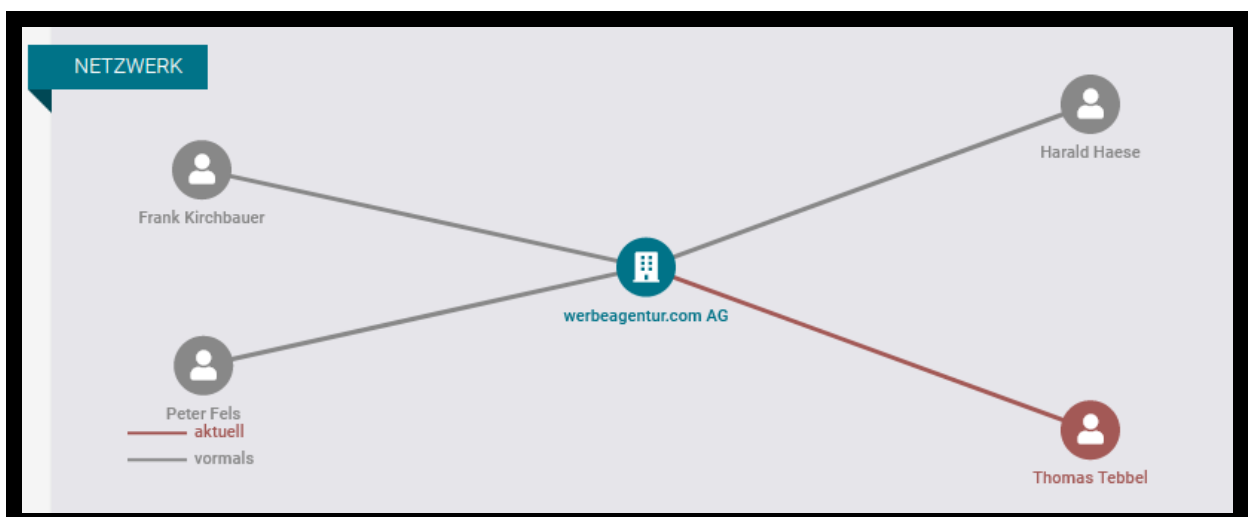 NETZWERK
Harald Haese
Frank Kirchbauer
werbeagentur.com AG
Peter Fels
aktuell
vormals
Thomas Tebbel